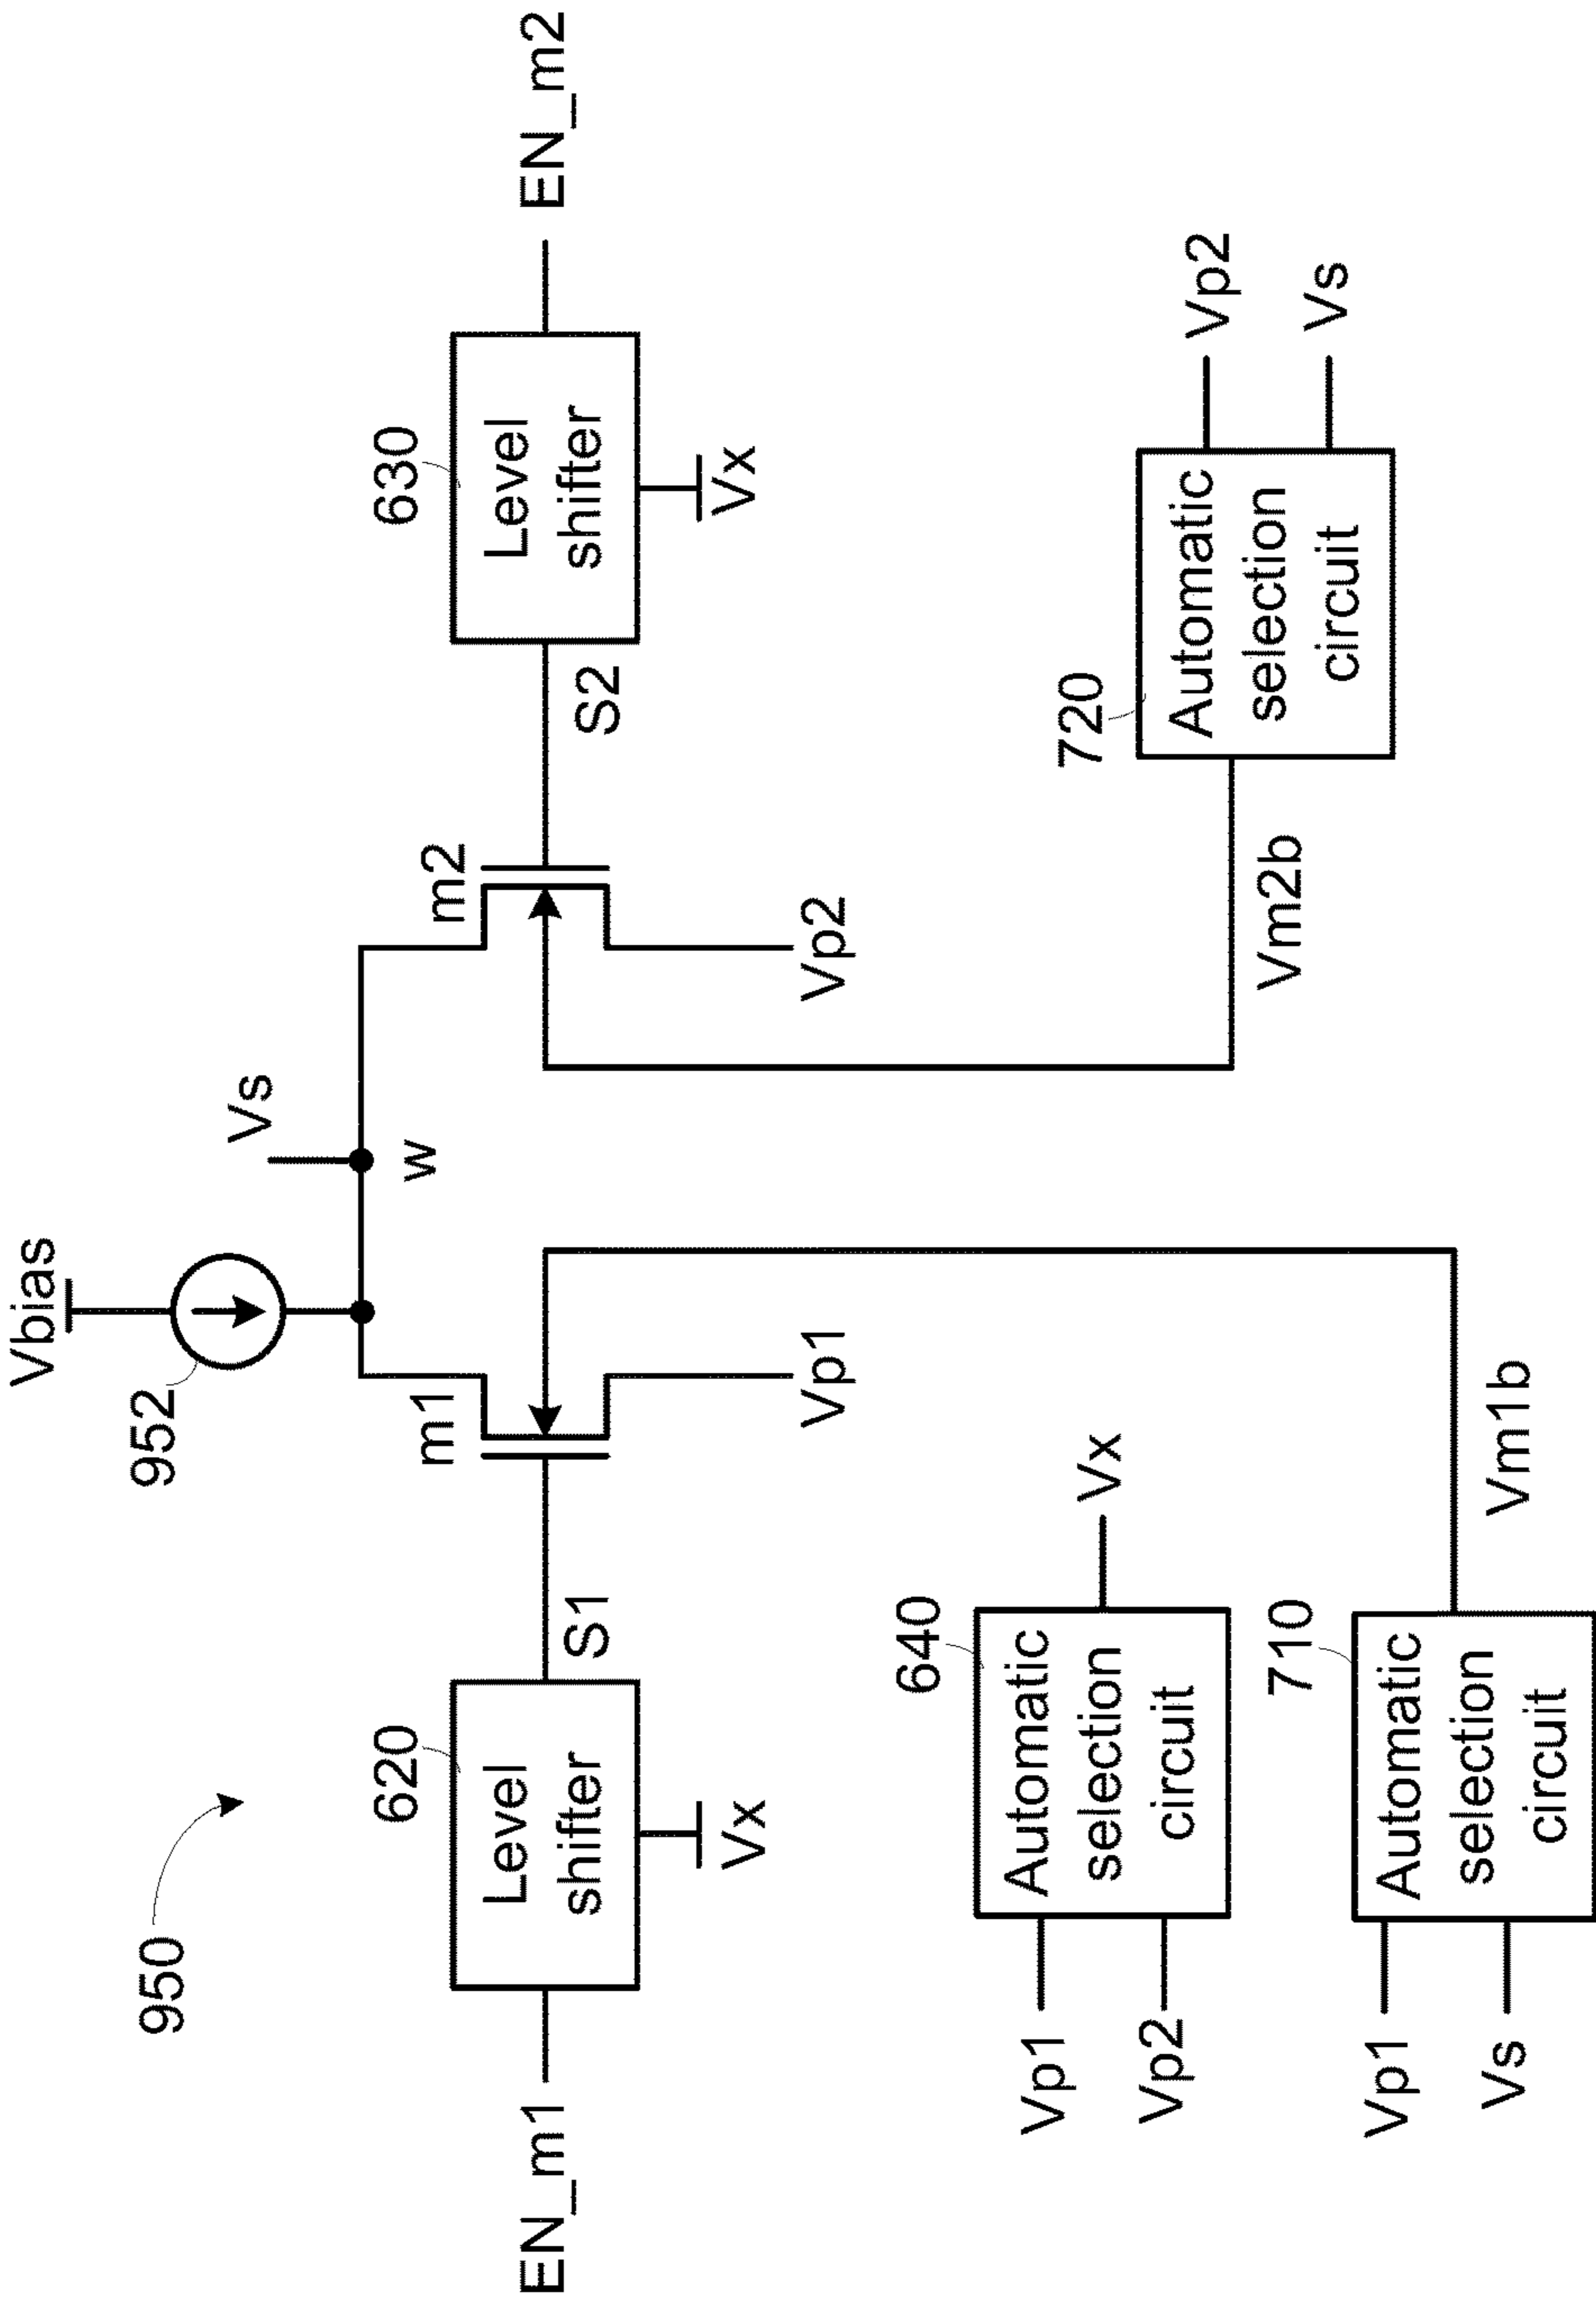 950
952
Vbias
Vs
w
m1
m2
620
Level
shifter
630
Level
shifter
EN_m1
S1
S2
EN_m2
Vx
Vp1
Vp2
Vx
640
Automatic
selection
circuit
Vp1
Vp2
Vx
720
Automatic
selection
circuit
Vp2
Vs
Vm2b
710
Automatic
selection
circuit
Vp1
Vs
Vm1b